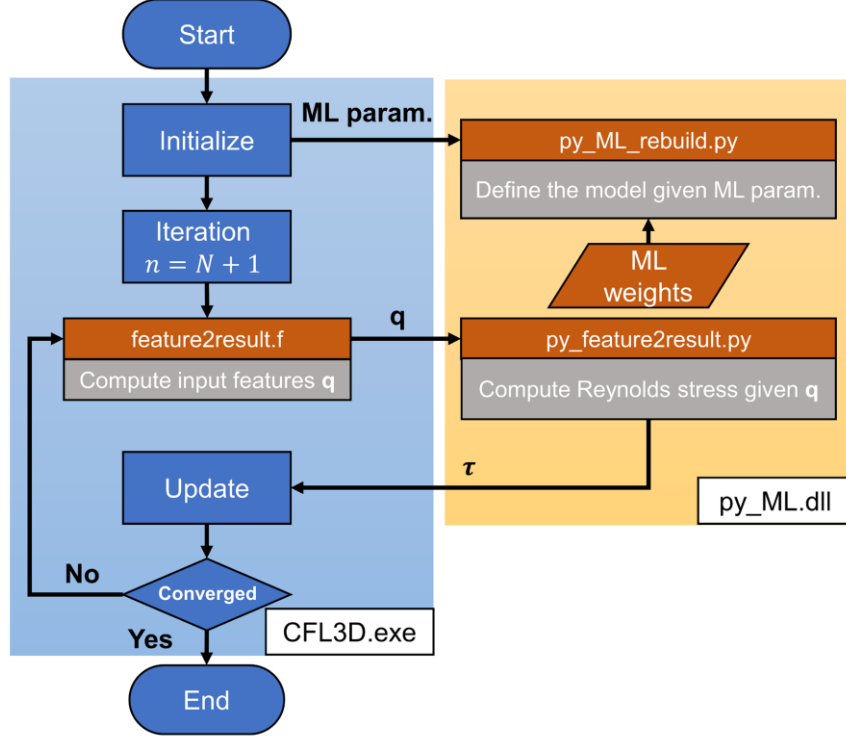 Start
Initialize
ML param.
py_ML_rebuild.py
Define the model given ML param.
Iteration
n = N + 1
ML
weights
feature2result.f
Compute input features q
q
py_feature2result.py
Compute Reynolds stress given q
τ
Update
py_ML.dll
Converged
No
Yes
CFL3D.exe
End